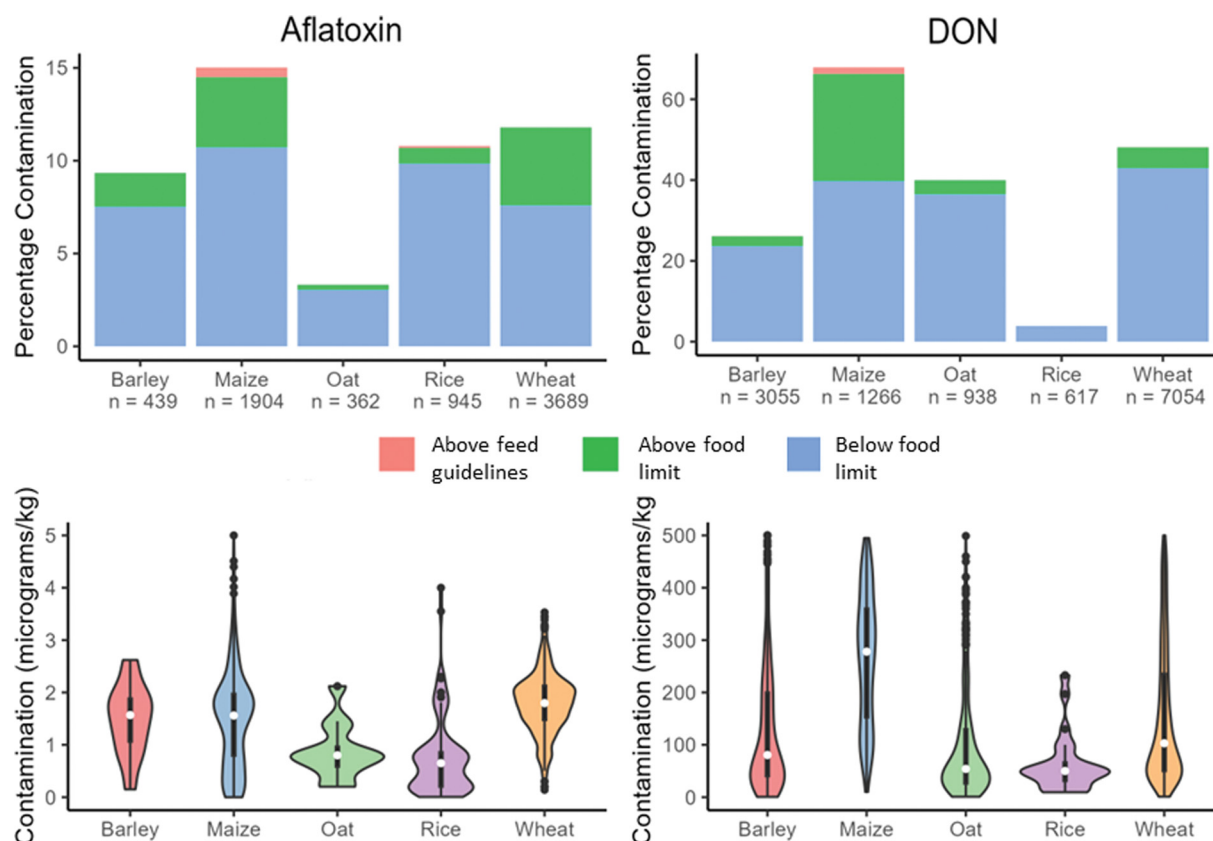 Aflatoxin
DON
Percentage Contamination
15
10
5
0
Barley
n = 439
Maize
n = 1904
Oat
n = 362
Rice
n = 945
Wheat
n = 3689
Percentage Contamination
60
40
20
0
Barley
n = 3055
Maize
n = 1266
Oat
n = 938
Rice
n = 617
Wheat
n = 7054
Above feed
guidelines
Above food
limit
Below food
limit
Contamination (micrograms/kg)
5
4
3
2
1
0
Barley
Maize
Oat
Rice
Wheat
Contamination (micrograms/kg)
500
400
300
200
100
0
Barley
Maize
Oat
Rice
Wheat